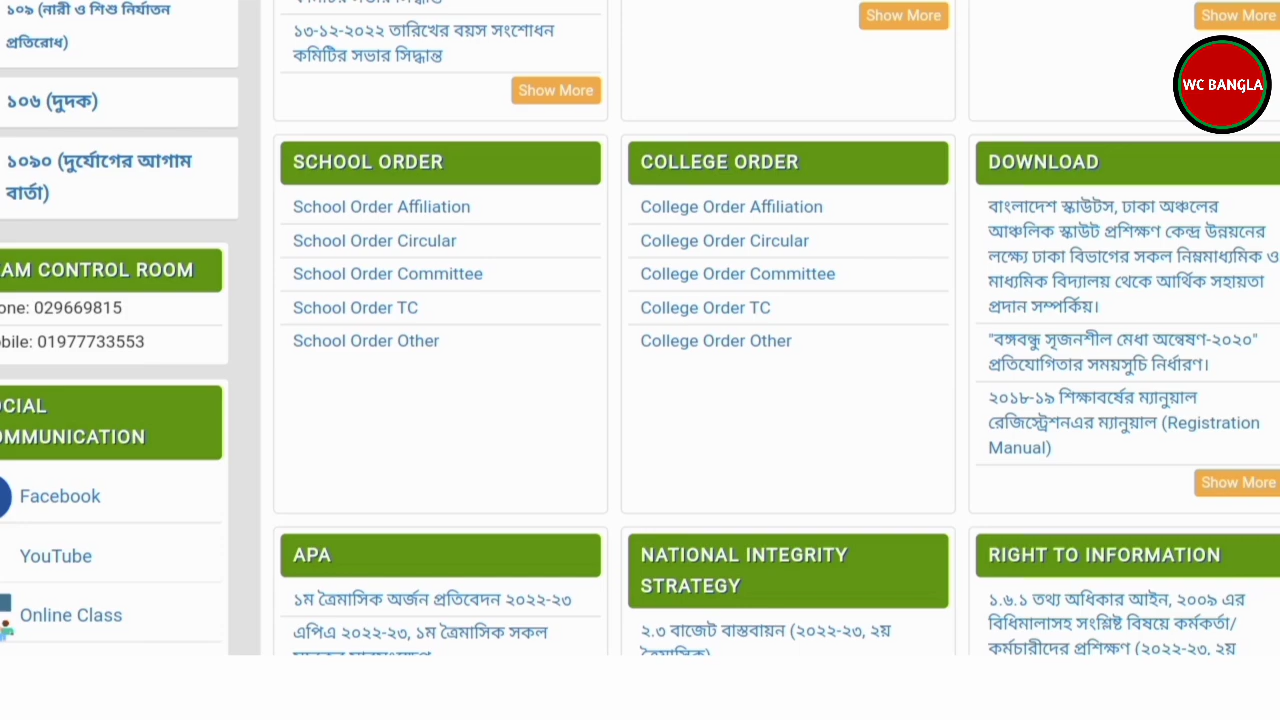 ১০৯ (নারী ও শিশু নির্যাতন
প্রতিরোধ)
১০৬ (দুদক)
১০৯০ (দুর্যোগের আগাম
বার্তা)
AM CONTROL ROOM
one: 029669815
bile: 01977733553
OCIAL
OMMUNICATION
Facebook
YouTube
Online Class
১৩-১২-২০২২ তারিখের বয়স সংশোধন
কমিটির সভার সিদ্ধান্ত
Show More
Show More
Show More
WC BANGLA
SCHOOL ORDER
School Order Affiliation
School Order Circular
School Order Committee
School Order TC
School Order Other
COLLEGE ORDER
College Order Affiliation
College Order Circular
College Order Committee
College Order TC
College Order Other
DOWNLOAD
বাংলাদেশ স্কাউটস, ঢাকা অঞ্চলের
আঞ্চলিক স্কাউট প্রশিক্ষণ কেন্দ্র উন্নয়নের
লক্ষ্যে ঢাকা বিভাগের সকল নিম্নমাধ্যমিক ও
মাধ্যমিক বিদ্যালয় থেকে আর্থিক সহায়তা
প্রদান সম্পর্কিয়।
"বঙ্গবন্ধু সৃজনশীল মেধা অন্বেষণ-২০২০"
প্রতিযোগিতার সময়সুচি নির্ধারণ।
২০১৮-১৯ শিক্ষাবর্ষের ম্যানুয়াল
রেজিস্ট্রেশনএর ম্যানুয়াল (Registration
Manual)
Show More
APA
১ম ত্রৈমাসিক অর্জন প্রতিবেদন ২০২২-২৩
এপিএ ২০২২-২৩, ১ম ত্রৈমাসিক সকল
NATIONAL INTEGRITY
STRATEGY
২.৩ বাজেট বাস্তবায়ন (২০২২-২৩, ২য়
ত্রৈমাসিক)
RIGHT TO INFORMATION
১.৬.১ তথ্য অধিকার আইন, ২০০৯ এর
বিধিমালাসহ সংশ্লিষ্ট বিষয়ে কর্মকর্তা/
কর্মচারীদের প্রশিক্ষণ (২০২২-২৩, ২য়